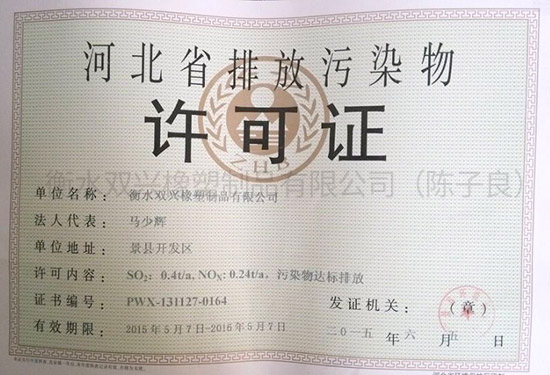 河北省排放污染物
许可证
ZHB
衡水双兴橡塑制品有限公司（陈子良）
单位名称：衡水双兴橡塑制品有限公司
法人代表：马少辉
单位地址：景县开发区
许可内容：SO₂：0.4t/a，NOx：0.24t/a，污染物达标排放
证书编号：PWX-131127-0164
发证机关：（章）
有效期限：2015年5月7日-2016年5月7日
二〇一五年六月五日